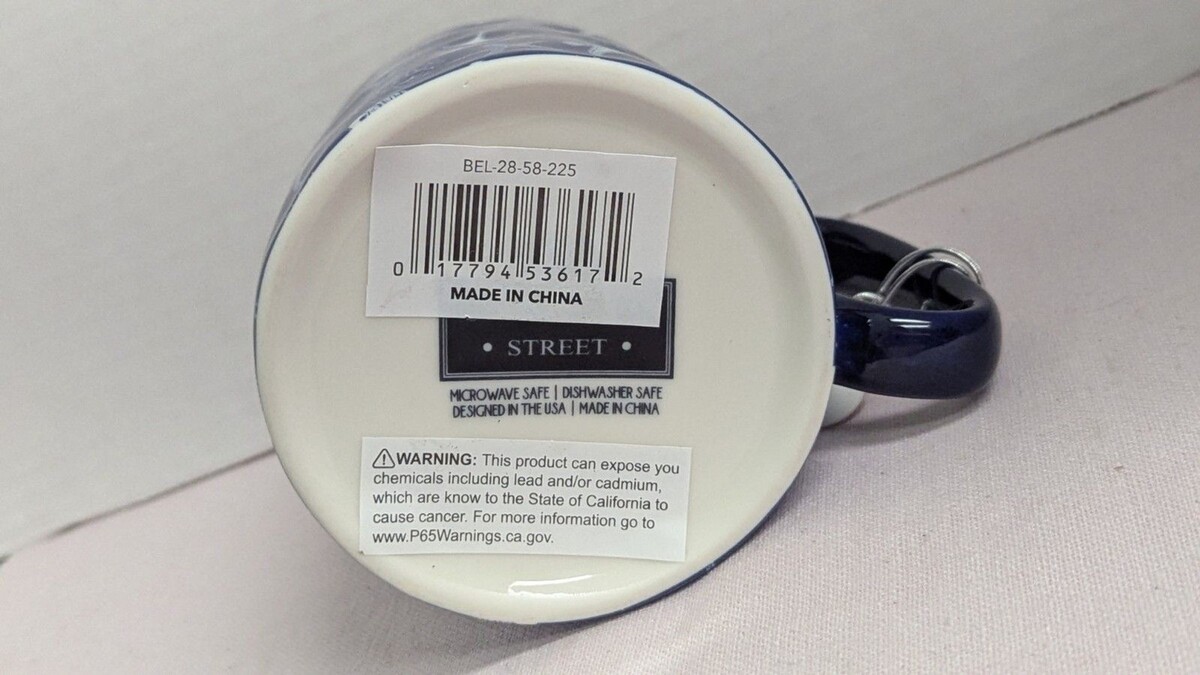 BEL-28-58-225
0 17794 53617 2
MADE IN CHINA
• STREET •
MICROWAVE SAFE | DISHWASHER SAFE
DESIGNED IN THE USA | MADE IN CHINA
⚠WARNING: This product can expose you
chemicals including lead and/or cadmium,
which are know to the State of California to
cause cancer. For more information go to
www.P65Warnings.ca.gov.